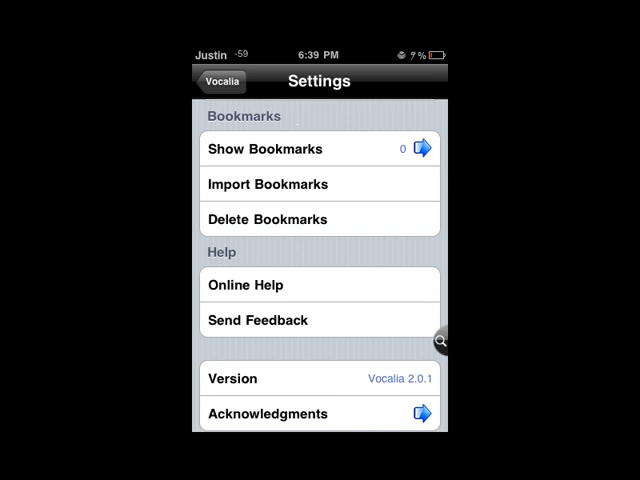 Justin -59 6:39 PM 7%
Vocalia Settings
Bookmarks
Show Bookmarks 0
Import Bookmarks
Delete Bookmarks
Help
Online Help
Send Feedback
Version Vocalia 2.0.1
Acknowledgments